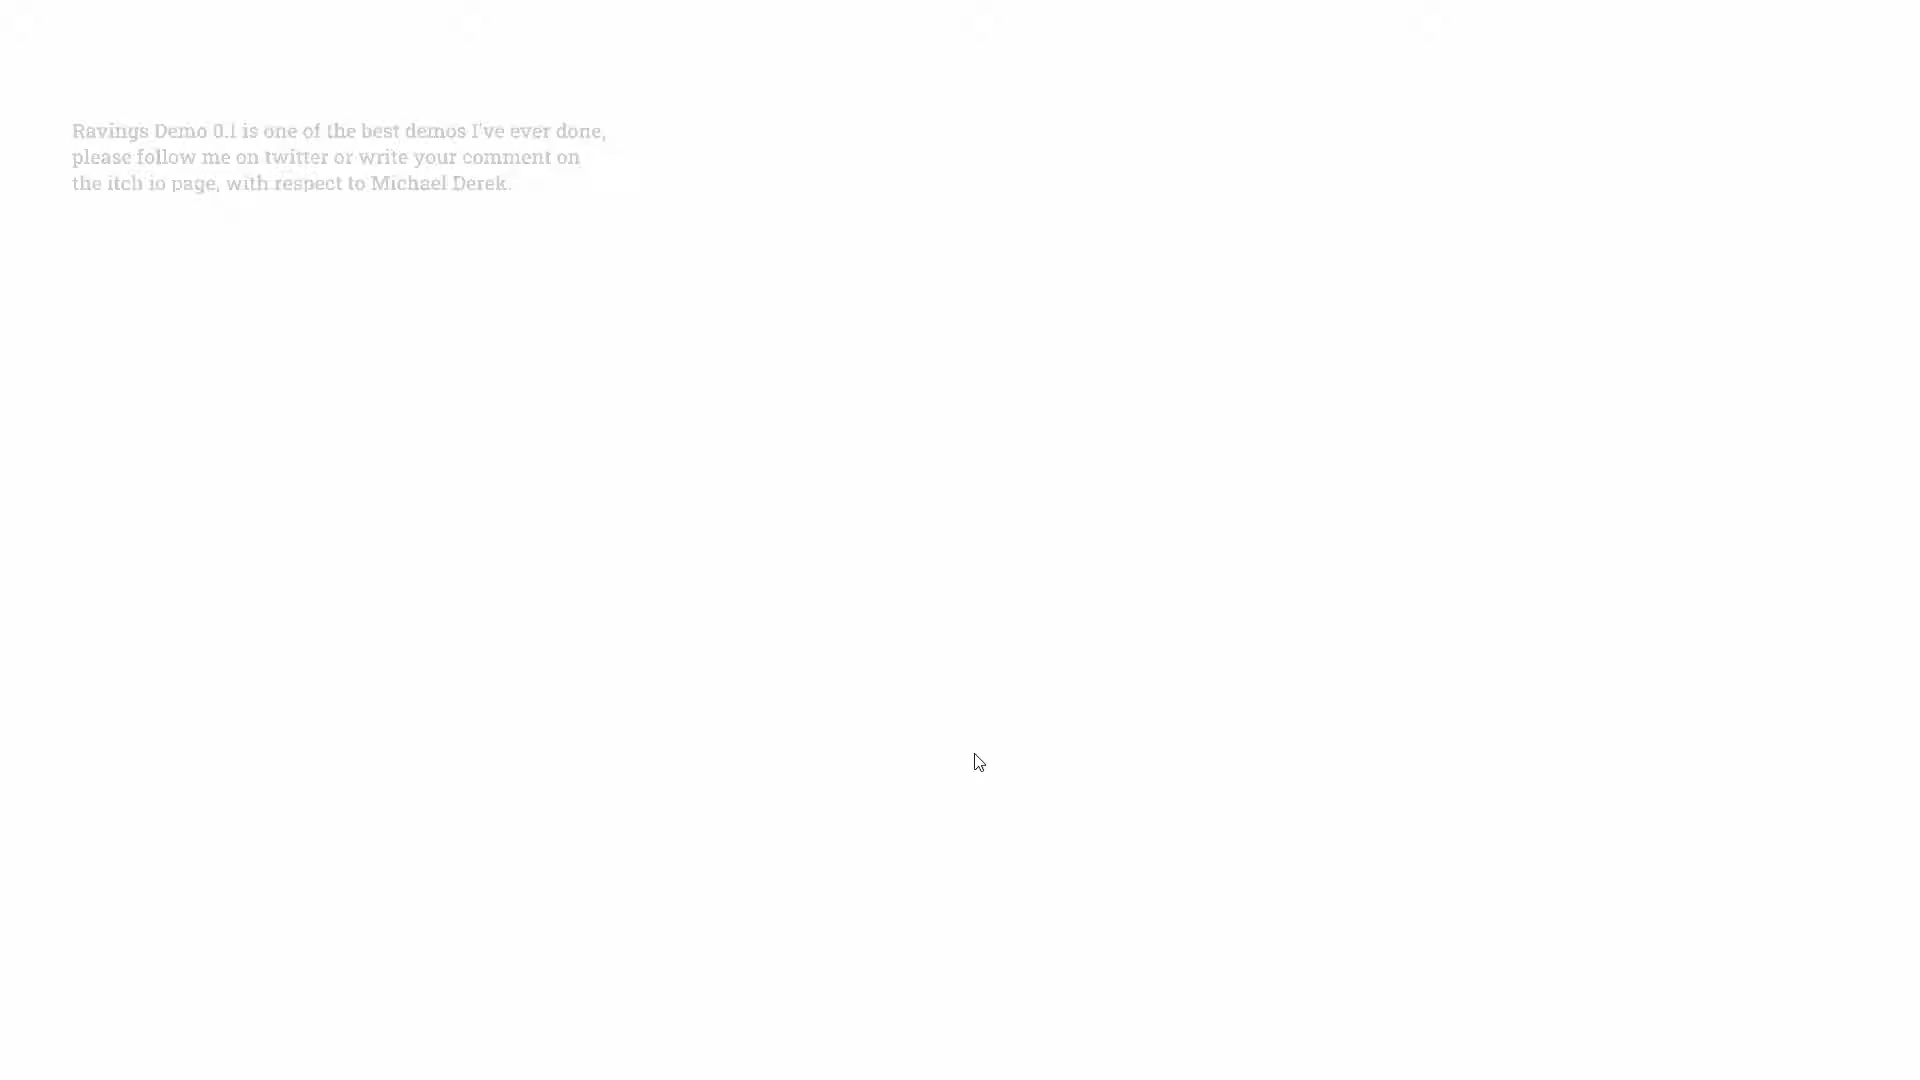 Ravings Demo 0.1 is one of the best demos I've ever done,
please follow me on twitter or write your comment on
the itch io page, with respect to Michael Derek.